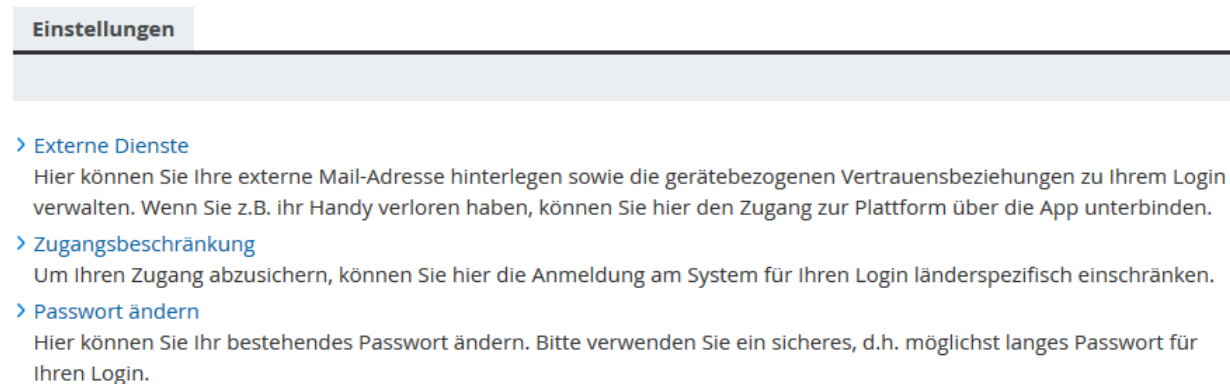 Einstellungen
Externe Dienste
Hier können Sie Ihre externe Mail-Adresse hinterlegen sowie die gerätebezogenen Vertrauensbeziehungen zu Ihrem Login
verwalten. Wenn Sie z.B. ihr Handy verloren haben, können Sie hier den Zugang zur Plattform über die App unterbinden.
Zugangsbeschränkung
Um Ihren Zugang abzusichern, können Sie hier die Anmeldung am System für Ihren Login länderspezifisch einschränken.
Passwort ändern
Hier können Sie Ihr bestehendes Passwort ändern. Bitte verwenden Sie ein sicheres, d.h. möglichst langes Passwort für
Ihren Login.